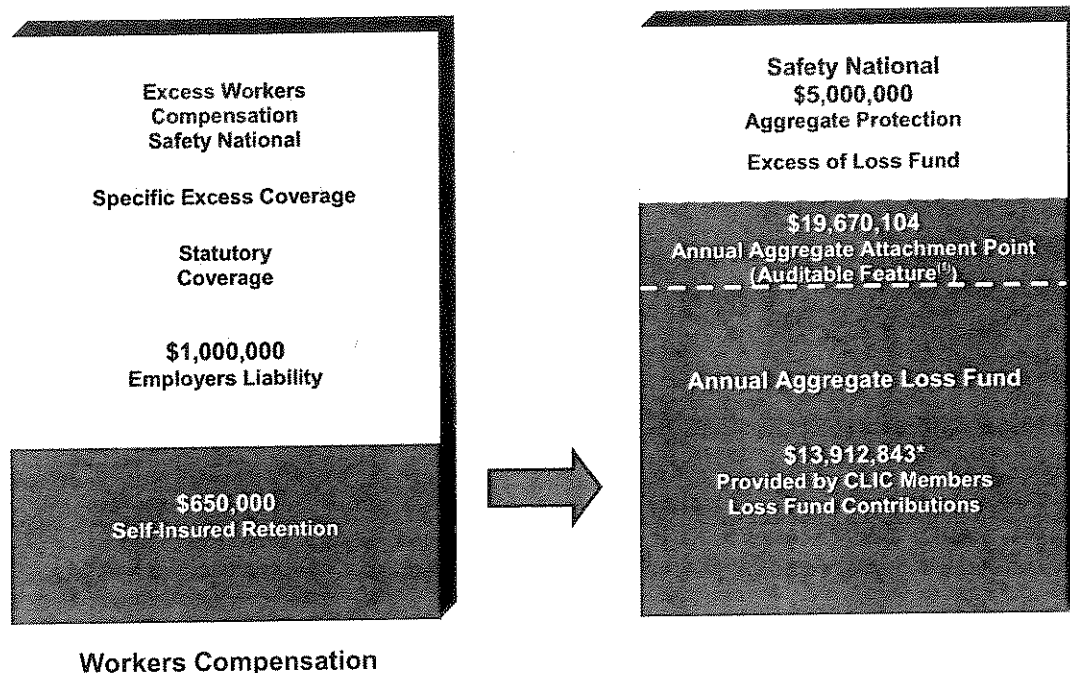 Excess Workers
Compensation
Safety National
Specific Excess Coverage
Statutory
Coverage
$1,000,000
Employers Liability
$650,000
Self-Insured Retention
Workers Compensation
Safety National
$5,000,000
Aggregate Protection
Excess of Loss Fund
$19,670,104
Annual Aggregate Attachment Point
(Auditable Feature(1))
Annual Aggregate Loss Fund
$13,912,843*
Provided by CLIC Members
Loss Fund Contributions